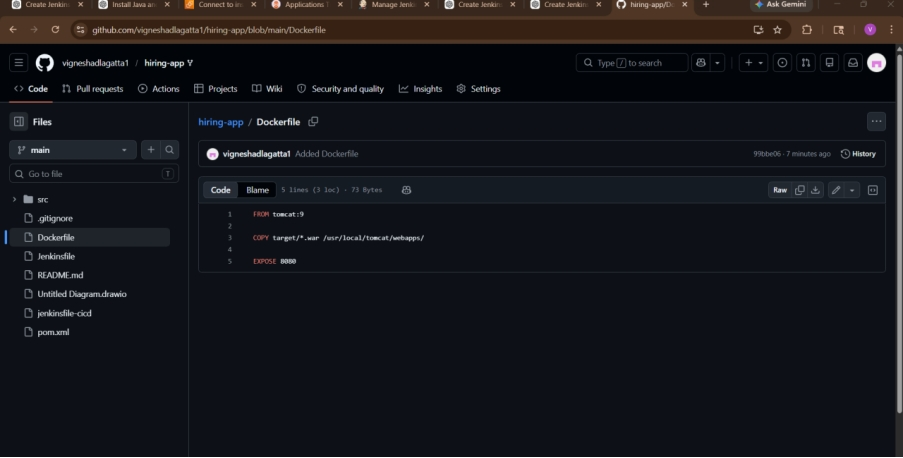 Create Jenkin
Install Java an
Connect to in
Applications
Manage Jenki
Create Jenkin
Create Jenkin
hiring-app/Do
Ask Gemini
github.com/vigneshadlagatta1/hiring-app/blob/main/Dockerfile
V
vigneshadlagatta1 / hiring-app
Type / to search
Code
Pull requests
Actions
Projects
Wiki
Security and quality
Insights
Settings
Files
main
Go to file
T
src
.gitignore
Dockerfile
Jenkinsfile
README.md
Untitled Diagram.drawio
jenkinsfile-cicd
pom.xml
hiring-app / Dockerfile
vigneshadlagatta1 Added Dockerfile
99bbe06 · 7 minutes ago
History
Code
Blame
5 lines (3 loc) · 73 Bytes
Raw
1 FROM tomcat:9
2
3 COPY target/*.war /usr/local/tomcat/webapps/
4
5 EXPOSE 8080